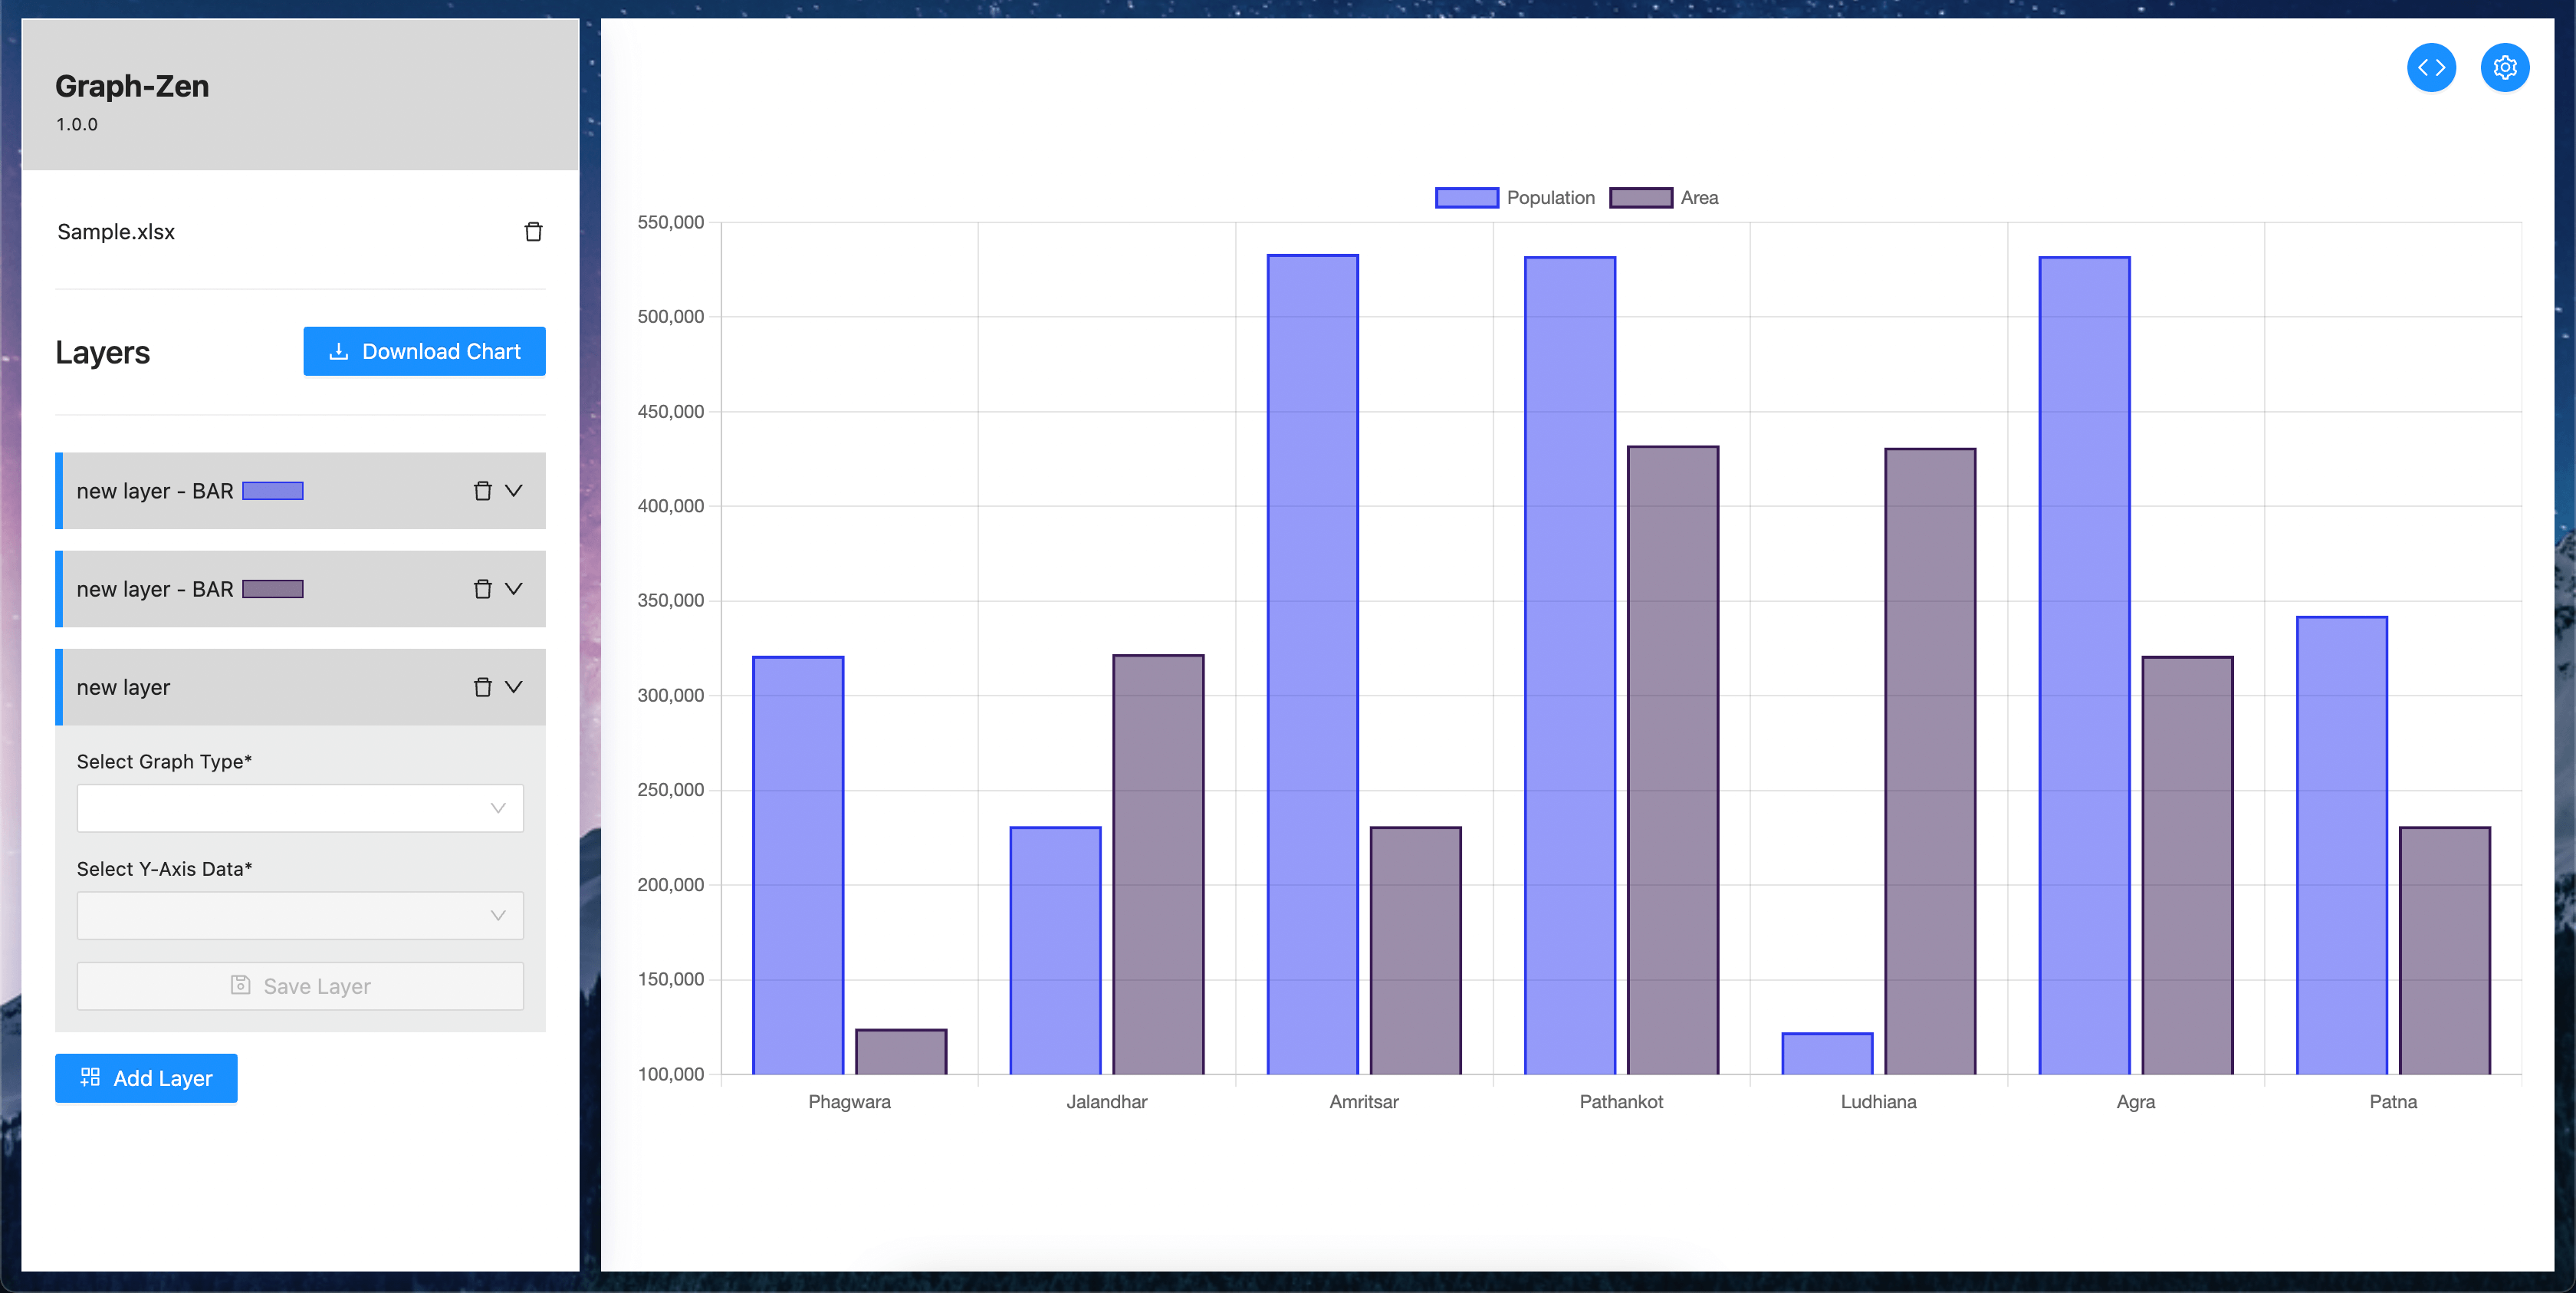 Graph-Zen
1.0.0
Sample.xlsx
Layers
Download Chart
new layer - BAR
new layer - BAR
new layer
Select Graph Type*
Select Y-Axis Data*
Save Layer
Add Layer
Population Area
550,000
500,000
450,000
400,000
350,000
300,000
250,000
200,000
150,000
100,000
Phagwara Jalandhar Amritsar Pathankot Ludhiana Agra Patna